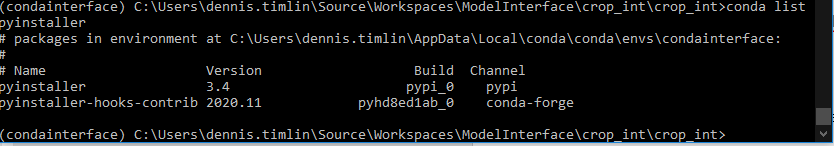 (condainterface) C:\Users\dennis.timlin\Source\Workspaces\ModelInterface\crop_int\crop_int>conda list
pyinstaller
# packages in environment at C:\Users\dennis.timlin\AppData\Local\conda\conda\envs\condainterface:
#
# Name                    Version                   Build  Channel
pyinstaller               3.4                      pypi_0    pypi
pyinstaller-hooks-contrib 2020.11            pyhd8ed1ab_0    conda-forge
(condainterface) C:\Users\dennis.timlin\Source\Workspaces\ModelInterface\crop_int\crop_int>